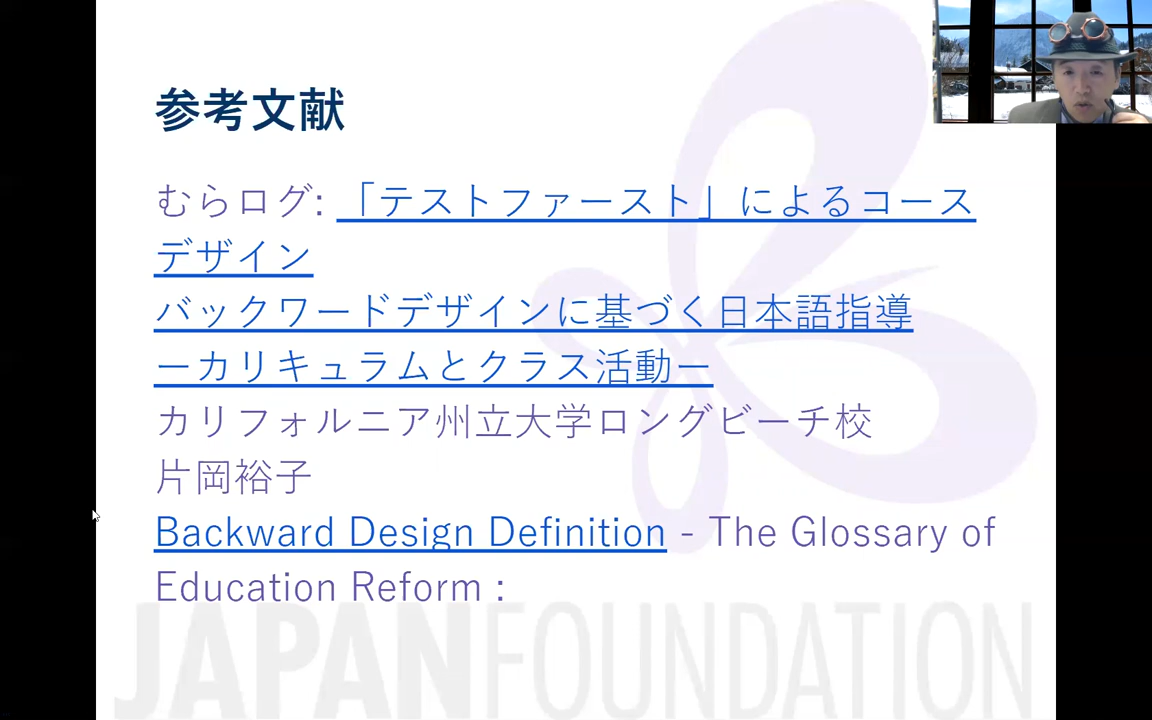 参考文献
むらログ: 「テストファースト」によるコース
デザイン
バックワードデザインに基づく日本語指導
ーカリキュラムとクラス活動ー
カリフォルニア州立大学ロングビーチ校
片岡裕子
Backward Design Definition - The Glossary of
Education Reform :
JAPANFOUNDATION